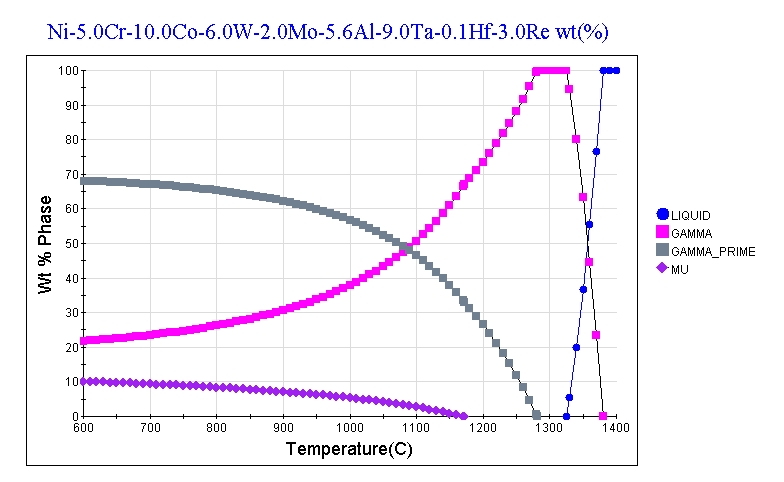 Ni-5.0Cr-10.0Co-6.0W-2.0Mo-5.6Al-9.0Ta-0.1Hf-3.0Re wt(%)
100
90
80
70
60
50
40
30
20
10
0
Wt % Phase
600 700 800 900 1000 1100 1200 1300 1400
Temperature(C)
LIQUID
GAMMA
GAMMA_PRIME
MU